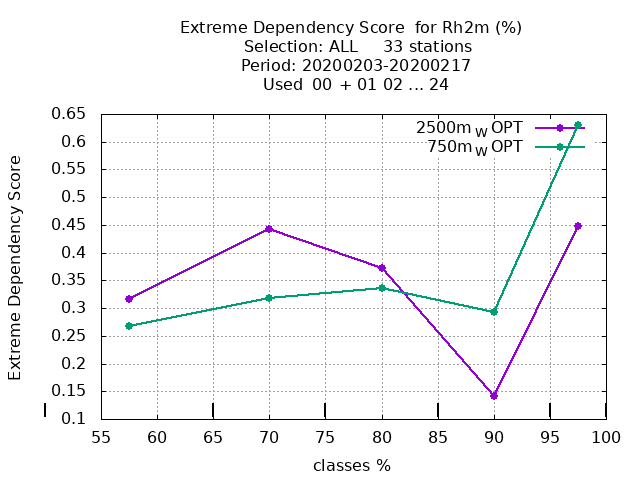 Extreme Dependency Score  for Rh2m (%)
Selection: ALL     33 stations
Period: 20200203-20200217
Used  00 + 01 02 ... 24
2500m W OPT
750m W OPT
Extreme Dependency Score
0.65
0.6
0.55
0.5
0.45
0.4
0.35
0.3
0.25
0.2
0.15
0.1
55 60 65 70 75 80 85 90 95 100
classes %